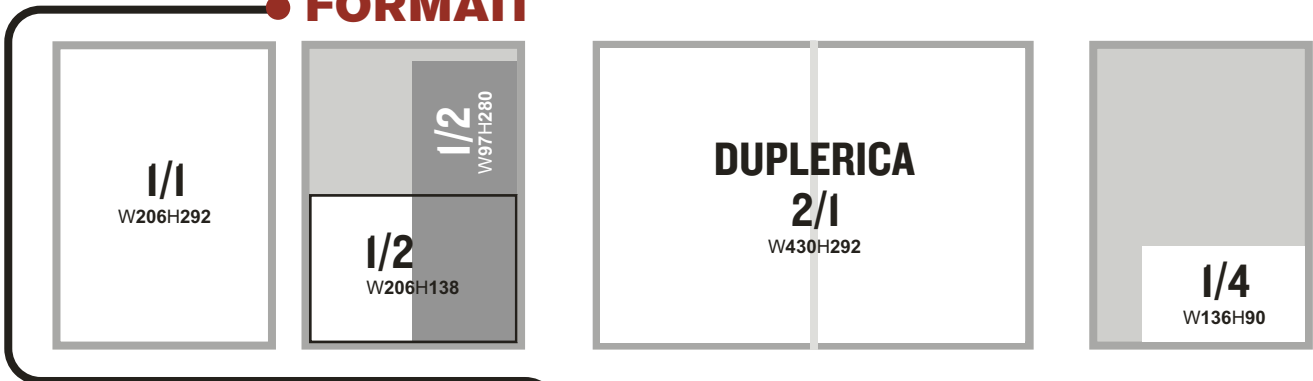 FORMATI
1/1
W206H292
1/2
W97H280
1/2
W206H138
DUPLERICA
2/1
W430H292
1/4
W136H90